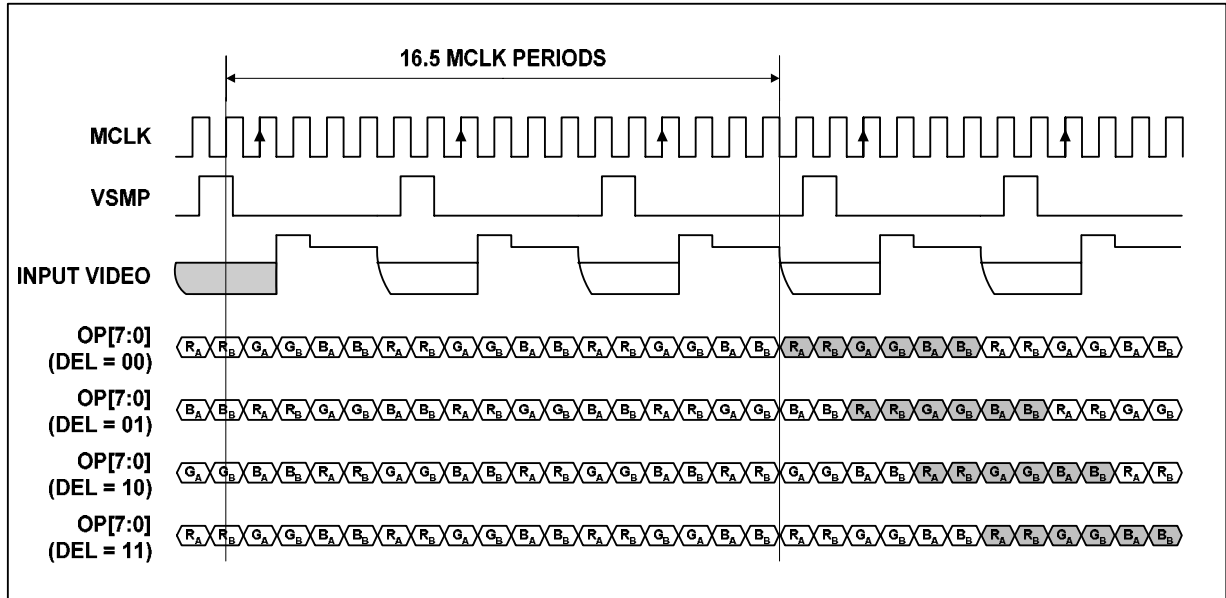 16.5 MCLK PERIODS
MCLK
VSMP
INPUT VIDEO
OP[7:0]
(DEL = 00)
RA RB GA GB BA BB RA RB GA GB BA BB RA RB GA GB BA BB RA RB GA GB BA BB RA RB GA GB BA BB
OP[7:0]
(DEL = 01)
BA BB RA RB GA GB BA BB RA RB GA GB BA BB RA RB GA GB BA BB RA RB GA GB BA BB RA RB GA GB
OP[7:0]
(DEL = 10)
GA GB BA BB RA RB GA GB BA BB RA RB GA GB BA BB RA RB GA GB BA BB RA RB GA GB BA BB RA RB
OP[7:0]
(DEL = 11)
RA RB GA GB BA BB RA RB GA GB BA BB RA RB GB GA BA BB RA RB GA GB BA BB RA RB GA GB BA BB